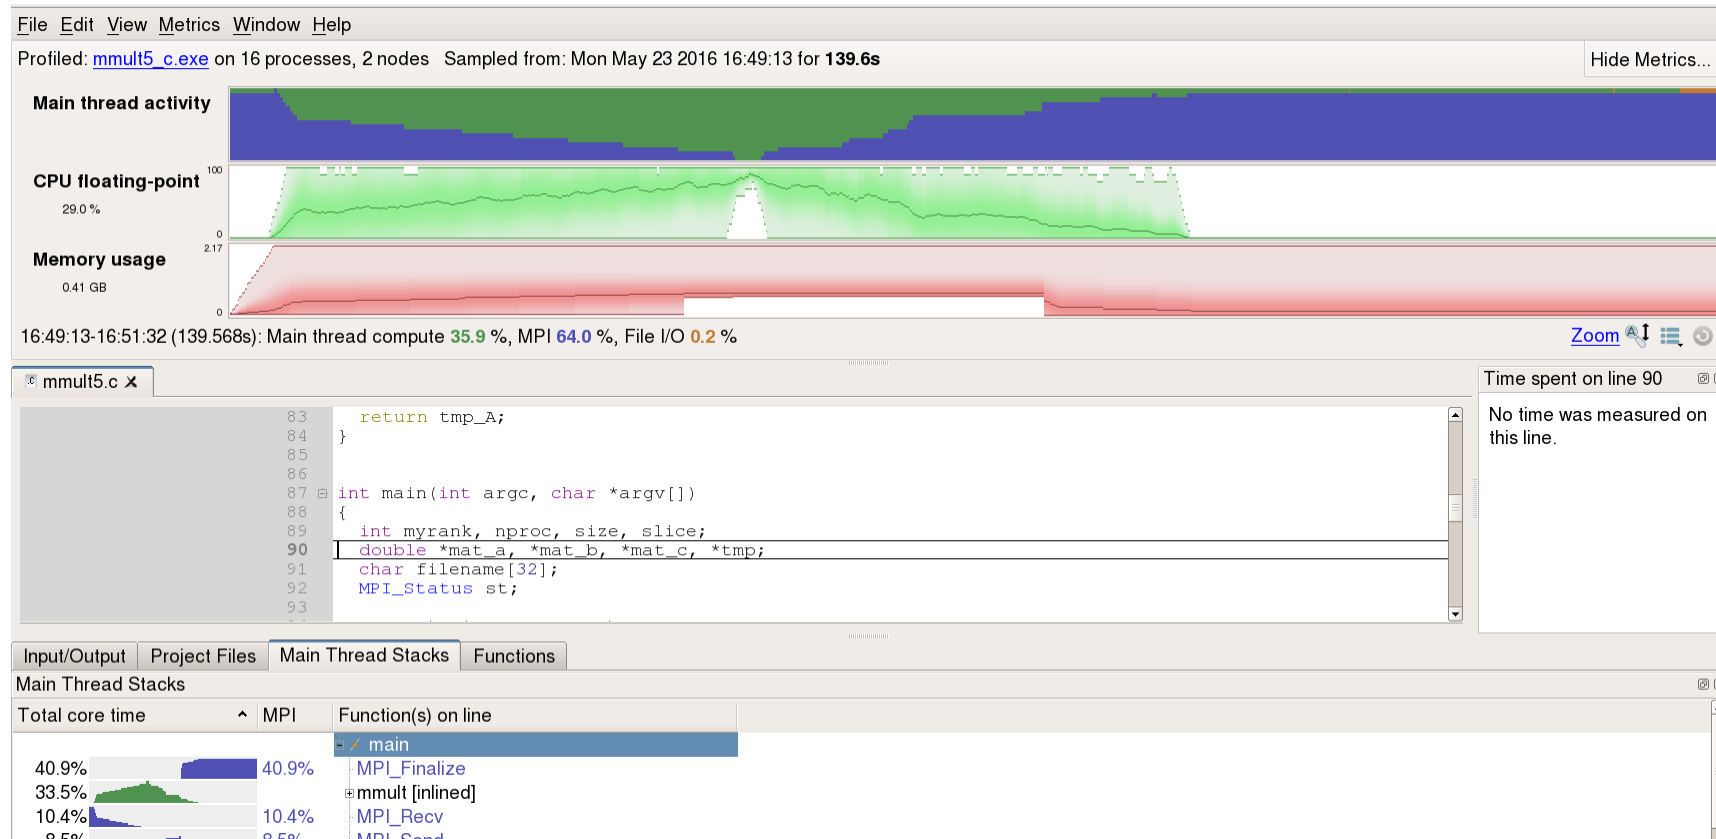 File Edit View Metrics Window Help
Profiled: mmult5_c.exe on 16 processes, 2 nodes Sampled from: Mon May 23 2016 16:49:13 for 139.6s Hide Metrics...
Main thread activity
CPU floating-point 100
29.0 %
0
Memory usage 2.17
0.41 GB
0
16:49:13-16:51:32 (139.568s): Main thread compute 35.9 %, MPI 64.0 %, File I/O 0.2 % Zoom
mmult5.c
Time spent on line 90
No time was measured on
this line.
83 return tmp_A;
84 }
85
86
87 int main(int argc, char *argv[])
88 {
89 int myrank, nproc, size, slice;
90 double *mat_a, *mat_b, *mat_c, *tmp;
91 char filename[32];
92 MPI_Status st;
93
Input/Output Project Files Main Thread Stacks Functions
Main Thread Stacks
Total core time MPI Function(s) on line
main
40.9% 40.9% MPI_Finalize
33.5% mmult [inlined]
10.4% 10.4% MPI_Recv
8.5% 8.5% MPI_Send